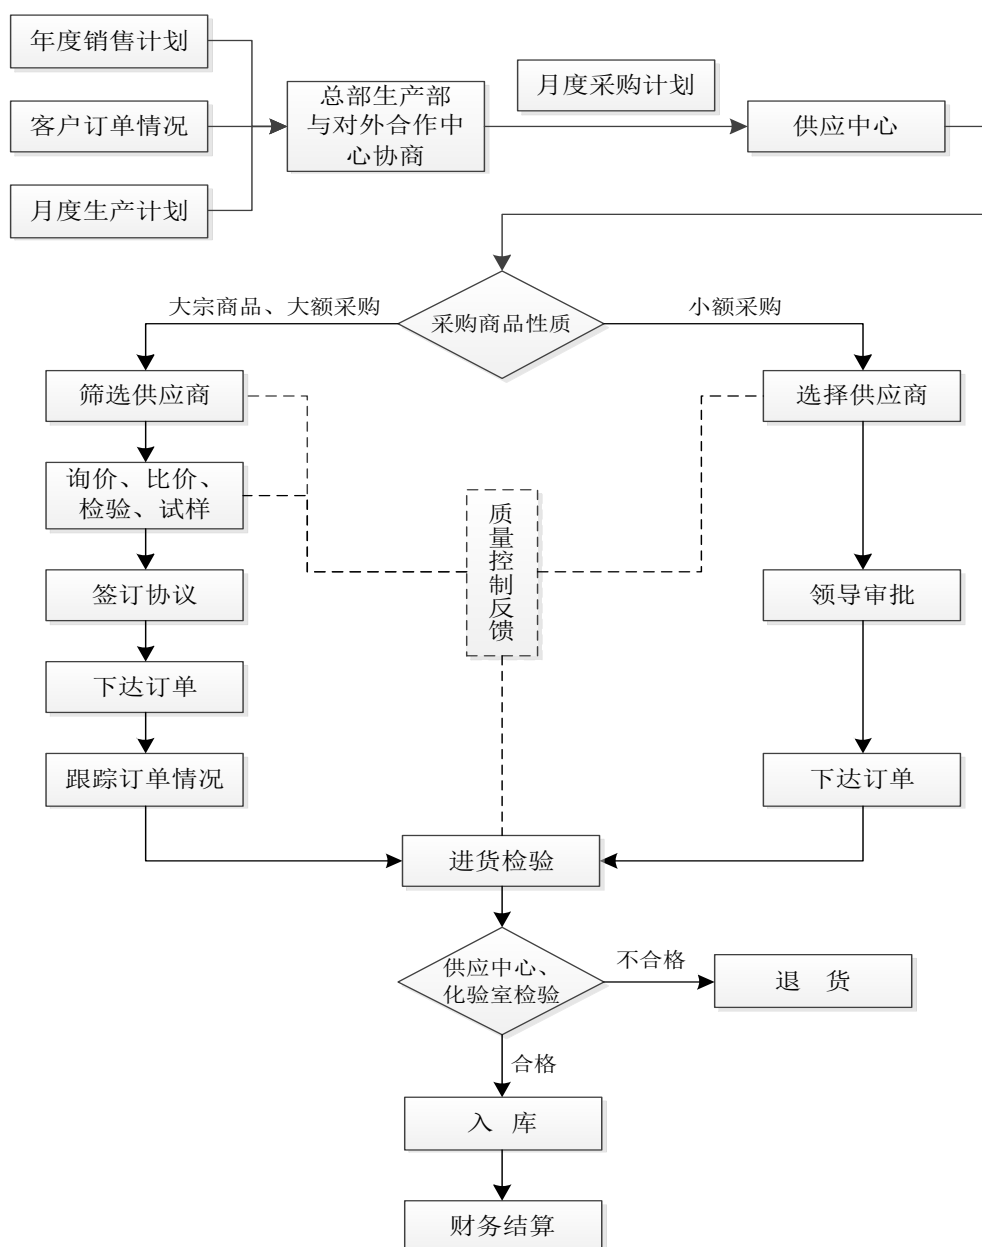 年度销售计划
客户订单情况
月度生产计划
总部生产部
与对外合作中
心协商
月度采购计划
供应中心
采购商品性质
大宗商品、大额采购
小额采购
筛选供应商
询价、比价、
检验、试样
签订协议
下达订单
跟踪订单情况
质
量
控
制
反
馈
选择供应商
领导审批
下达订单
进货检验
供应中心、
化验室检验
不合格
退 货
合格
入 库
财务结算